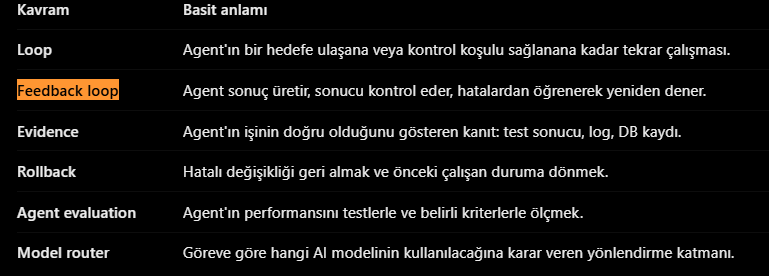 Kavram Basit anlamı
Loop Agent'ın bir hedefe ulaşana veya kontrol koşulu sağlanana kadar tekrar çalışması.
Feedback loop Agent sonuç üretir, sonucu kontrol eder, hatalardan öğrenerek yeniden dener.
Evidence Agent'ın işinin doğru olduğunu gösteren kanıt: test sonucu, log, DB kaydı.
Rollback Hatalı değişikliği geri almak ve önceki çalışan duruma dönmek.
Agent evaluation Agent'ın performansını testlerle ve belirli kriterlerle ölçmek.
Model router Göreve göre hangi AI modelinin kullanılacağına karar veren yönlendirme katmanı.